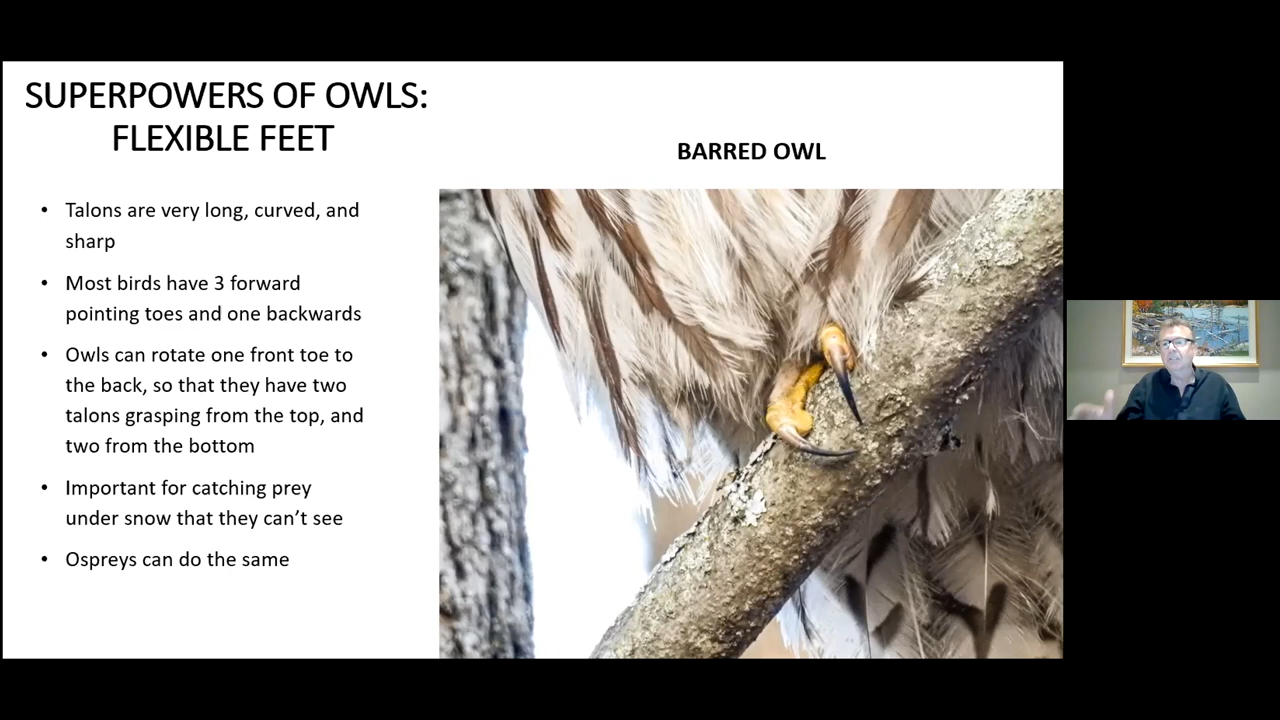 SUPERPOWERS OF OWLS:
FLEXIBLE FEET
BARRED OWL
• Talons are very long, curved, and
sharp
• Most birds have 3 forward
pointing toes and one backwards
• Owls can rotate one front toe to
the back, so that they have two
talons grasping from the top, and
two from the bottom
• Important for catching prey
under snow that they can’t see
• Ospreys can do the same